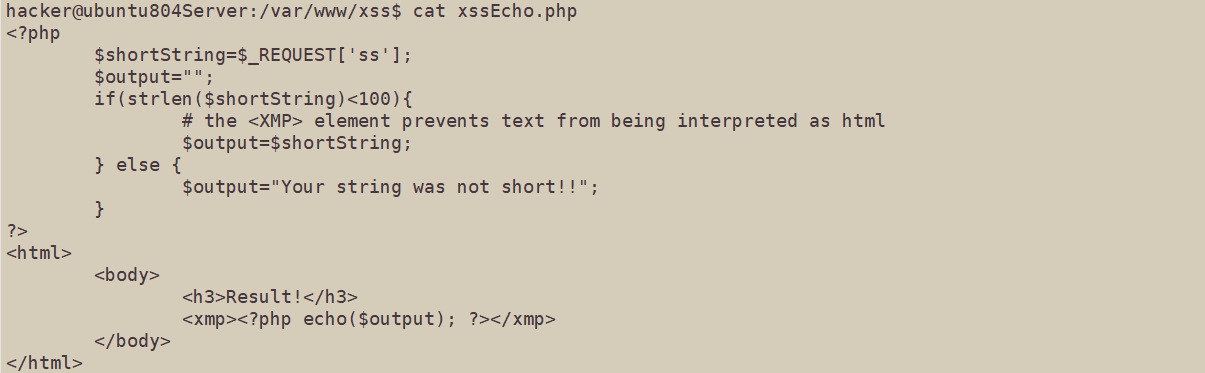 hacker@ubuntu804Server:/var/www/xss$ cat xssEcho.php
<?php
        $shortString=$_REQUEST['ss'];
        $output="";
        if(strlen($shortString)<100){
                # the <XMP> element prevents text from being interpreted as html
                $output=$shortString;
        } else {
                $output="Your string was not short!!";
        }
?>
<html>
        <body>
                <h3>Result!</h3>
                <xmp><?php echo($output); ?></xmp>
        </body>
</html>